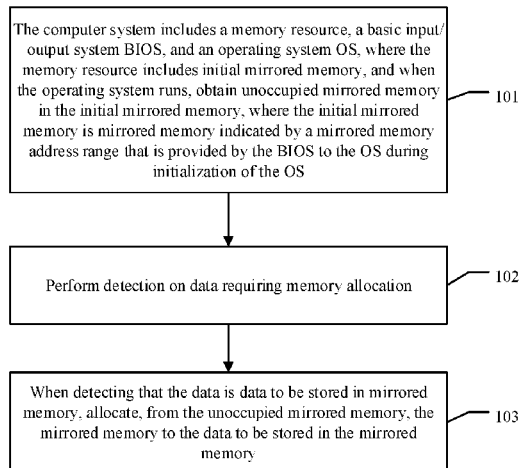 The computer system includes a memory resource, a basic input/
output system BIOS, and an operating system OS, where the
memory resource includes initial mirrored memory, and when
the operating system runs, obtain unoccupied mirrored memory
in the initial mirrored memory, where the initial mirrored
memory is mirrored memory indicated by a mirrored memory
address range that is provided by the BIOS to the OS during
initialization of the OS
101
Perform detection on data requiring memory allocation
102
When detecting that the data is data to be stored in mirrored
memory, allocate, from the unoccupied mirrored memory, the
mirrored memory to the data to be stored in the mirrored
memory
103